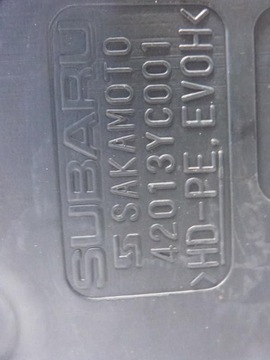 SUBARU
SAKAMOTO
42013YC001
>HD-PE, EVOH<